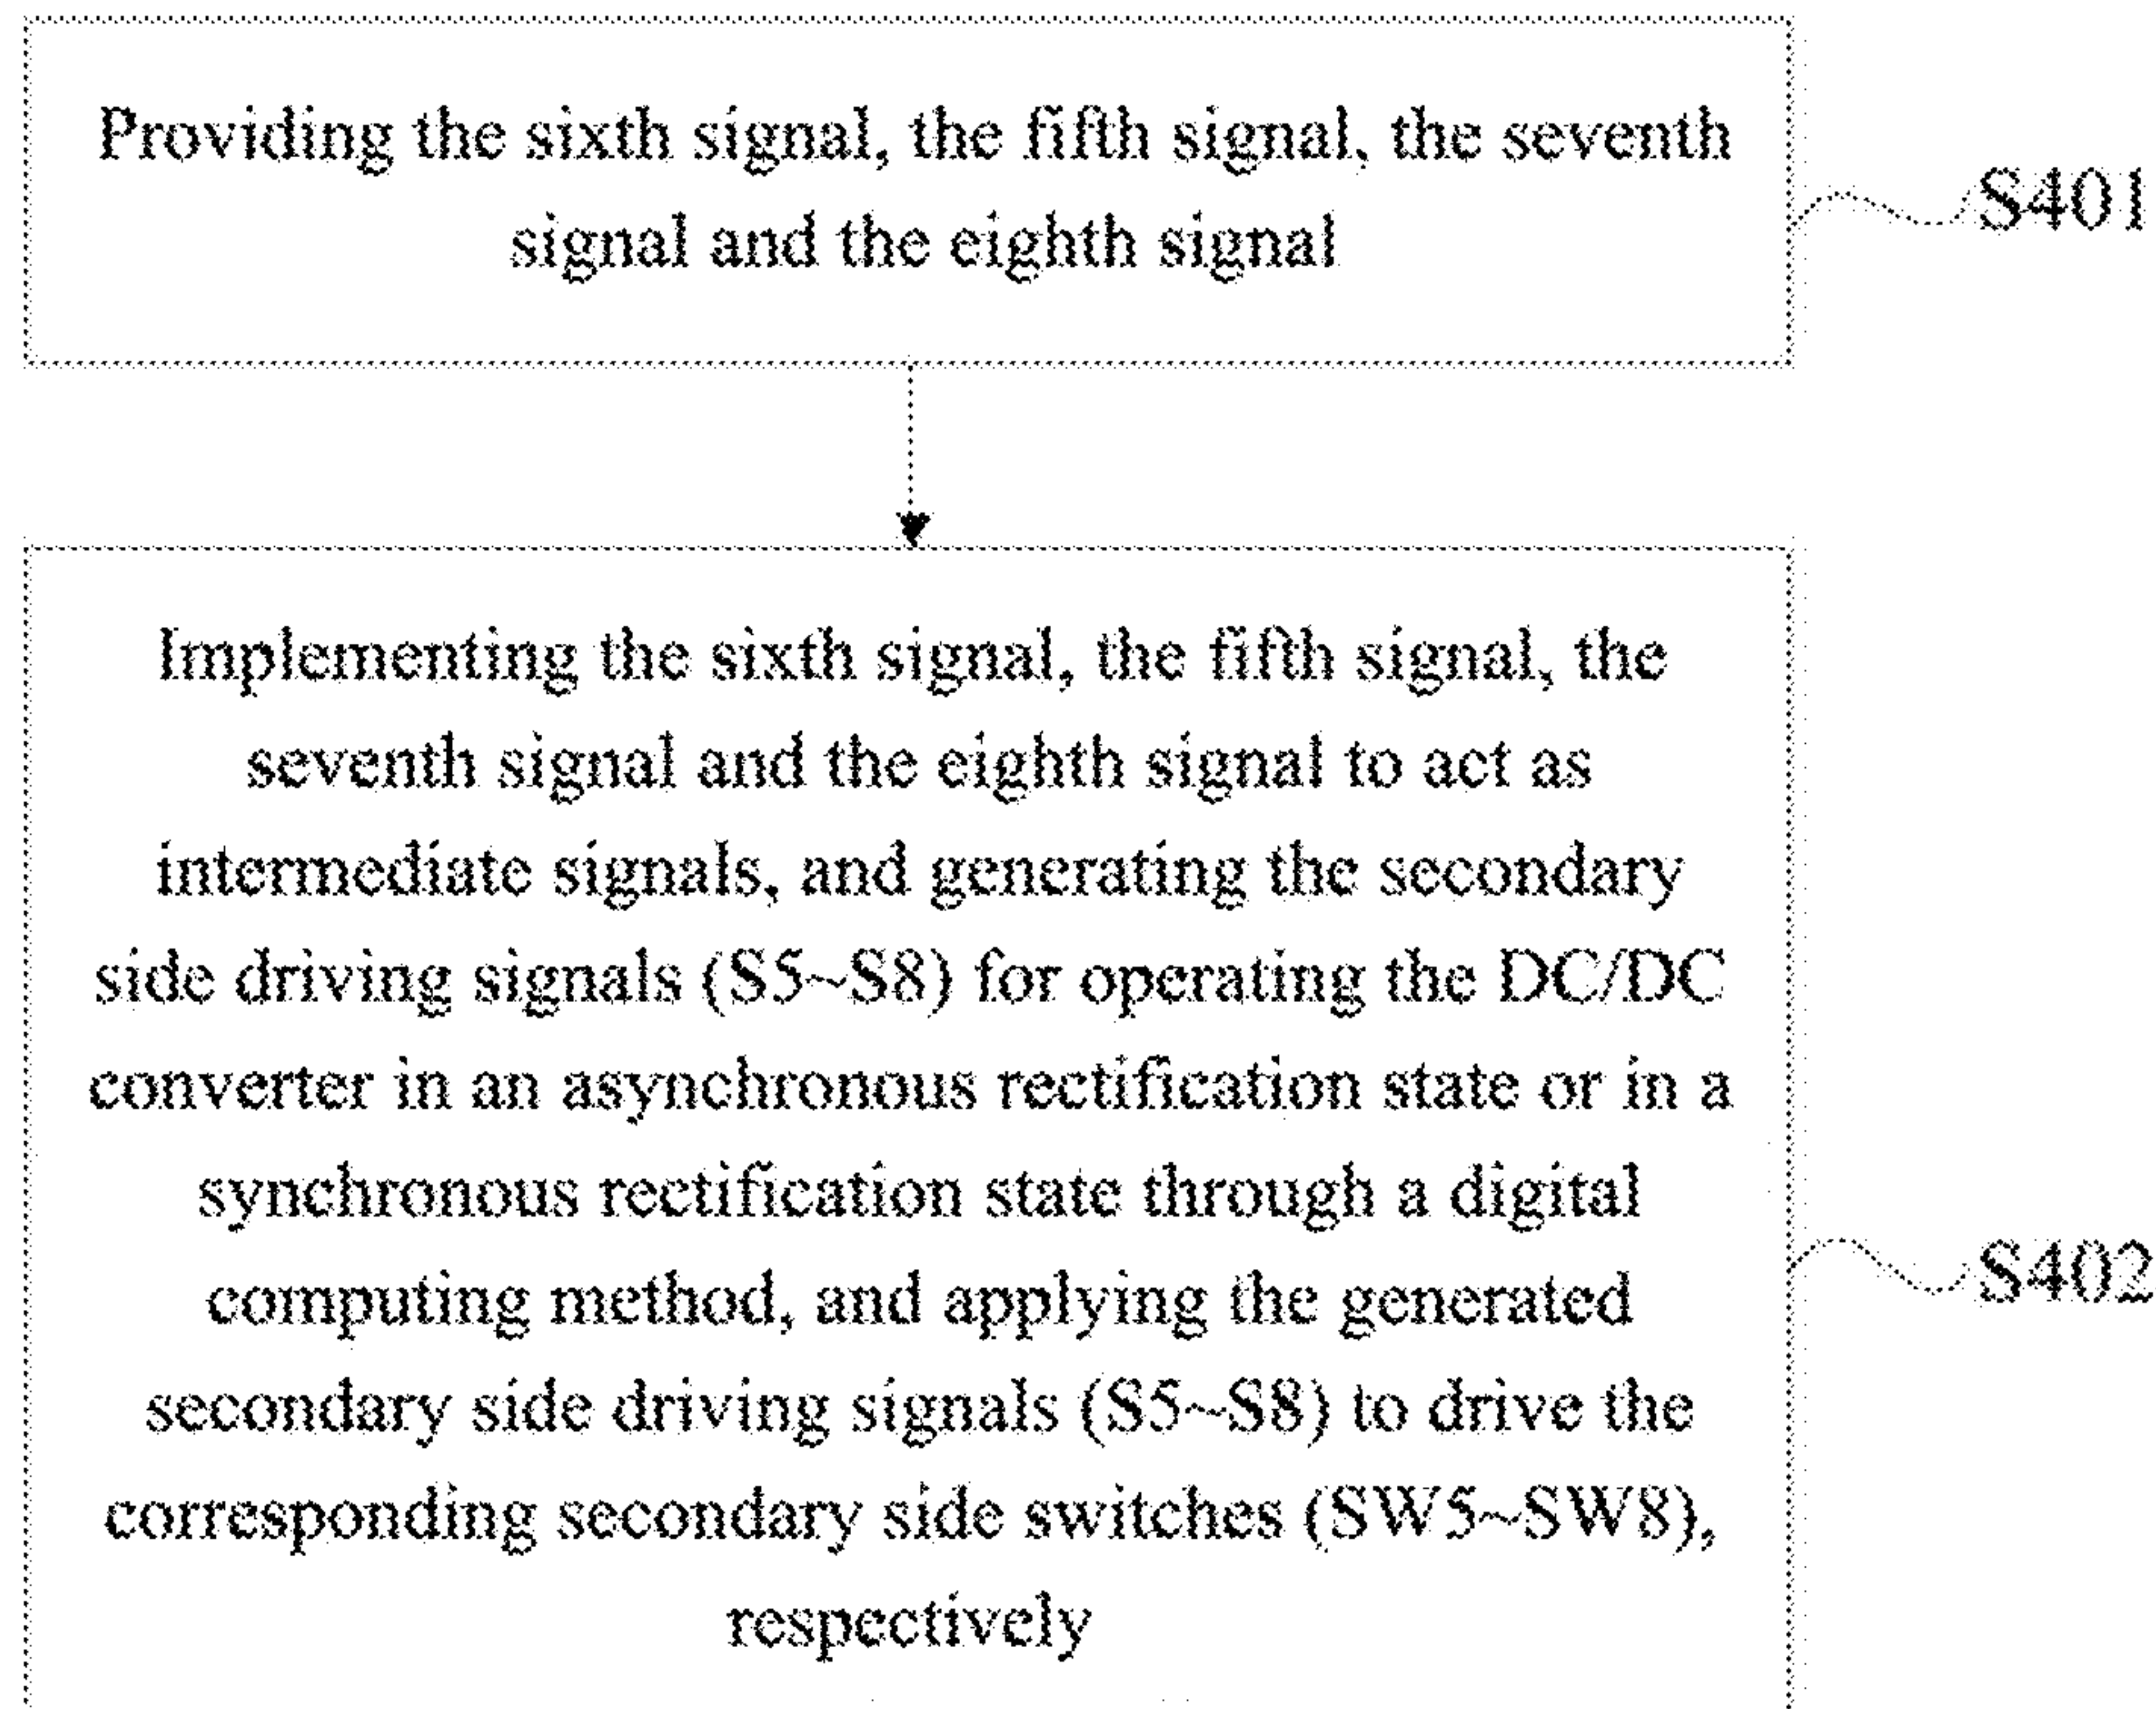 Providing the sixth signal, the fifth signal, the seventh
signal and the eighth signal
S401
Implementing the sixth signal, the fifth signal, the
seventh signal and the eighth signal to act as
intermediate signals, and generating the secondary
side driving signals (S5~S8) for operating the DC/DC
converter in an asynchronous rectification state or in a
synchronous rectification state through a digital
computing method, and applying the generated
secondary side driving signals (S5~S8) to drive the
corresponding secondary side switches (SW5~SW8),
respectively
S402